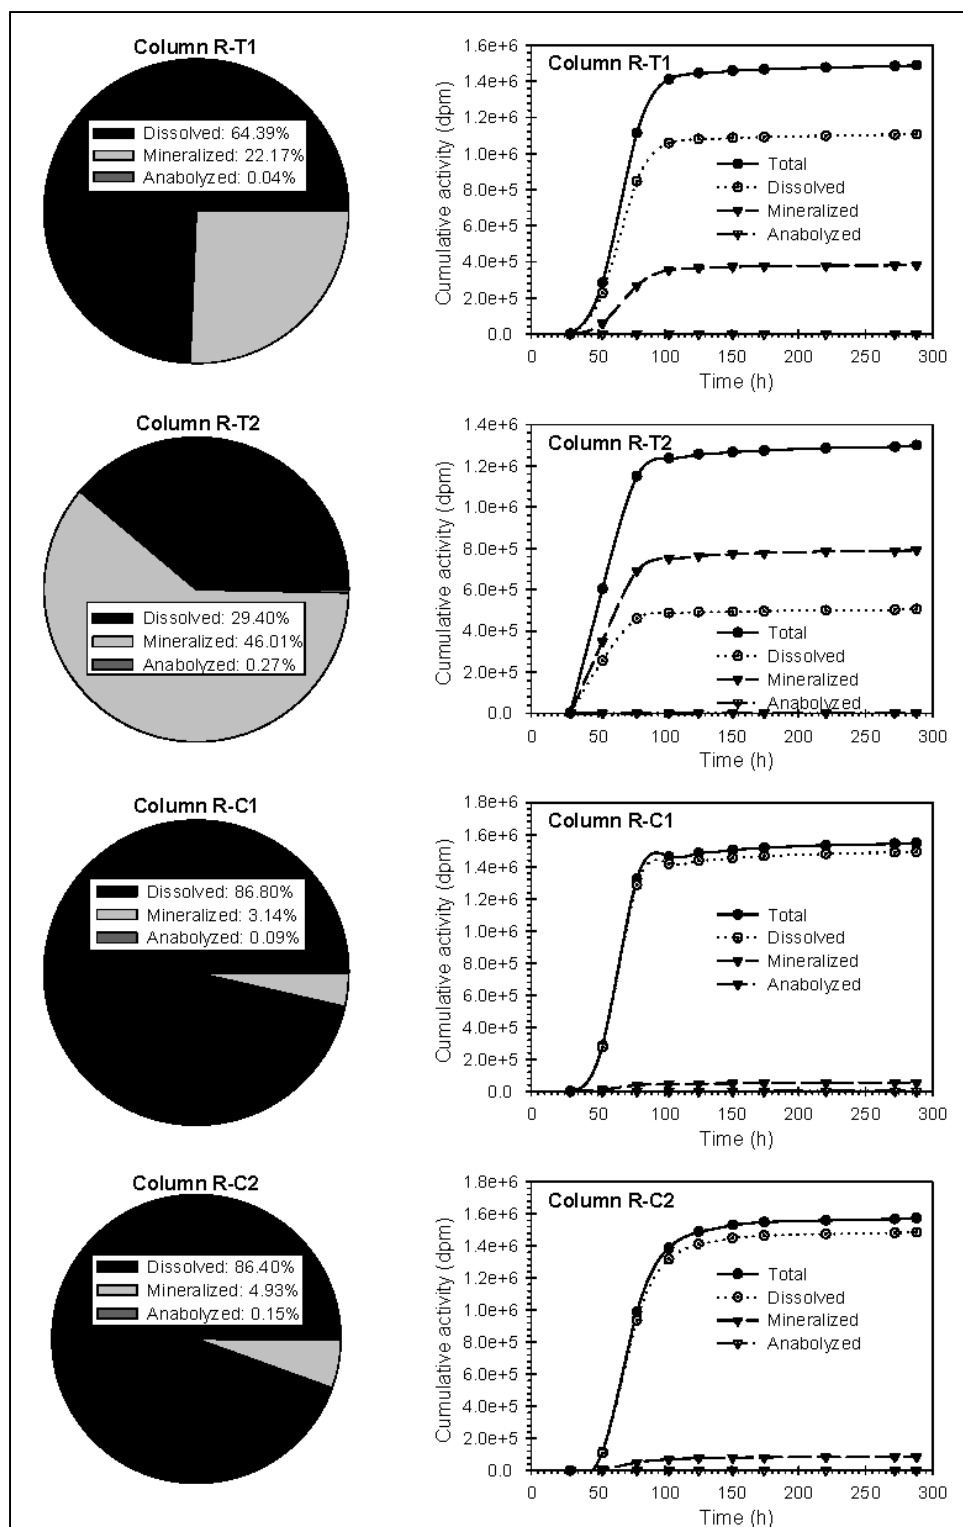 Column R-T1
Dissolved: 64.39%
Mineralized: 22.17%
Anabolyzed: 0.04%
Column R-T1
Cumulative activity (dpm)
1.6e+6
1.4e+6
1.2e+6
1.0e+6
8.0e+5
6.0e+5
4.0e+5
2.0e+5
0.0
Total
Dissolved
Mineralized
Anabolyzed
0 50 100 150 200 250 300
Time (h)
Column R-T2
Dissolved: 29.40%
Mineralized: 46.01%
Anabolyzed: 0.27%
Column R-T2
Cumulative activity (dpm)
1.4e+6
1.2e+6
1.0e+6
8.0e+5
6.0e+5
4.0e+5
2.0e+5
0.0
Total
Dissolved
Mineralized
Anabolyzed
0 50 100 150 200 250 300
Time (h)
Column R-C1
Dissolved: 86.80%
Mineralized: 3.14%
Anabolyzed: 0.09%
Column R-C1
Cumulative activity (dpm)
1.8e+6
1.6e+6
1.4e+6
1.2e+6
1.0e+6
8.0e+5
6.0e+5
4.0e+5
2.0e+5
0.0
Total
Dissolved
Mineralized
Anabolyzed
0 50 100 150 200 250 300
Time (h)
Column R-C2
Dissolved: 86.40%
Mineralized: 4.93%
Anabolyzed: 0.15%
Column R-C2
Cumulative activity (dpm)
1.8e+6
1.6e+6
1.4e+6
1.2e+6
1.0e+6
8.0e+5
6.0e+5
4.0e+5
2.0e+5
0.0
Total
Dissolved
Mineralized
Anabolyzed
0 50 100 150 200 250 300
Time (h)